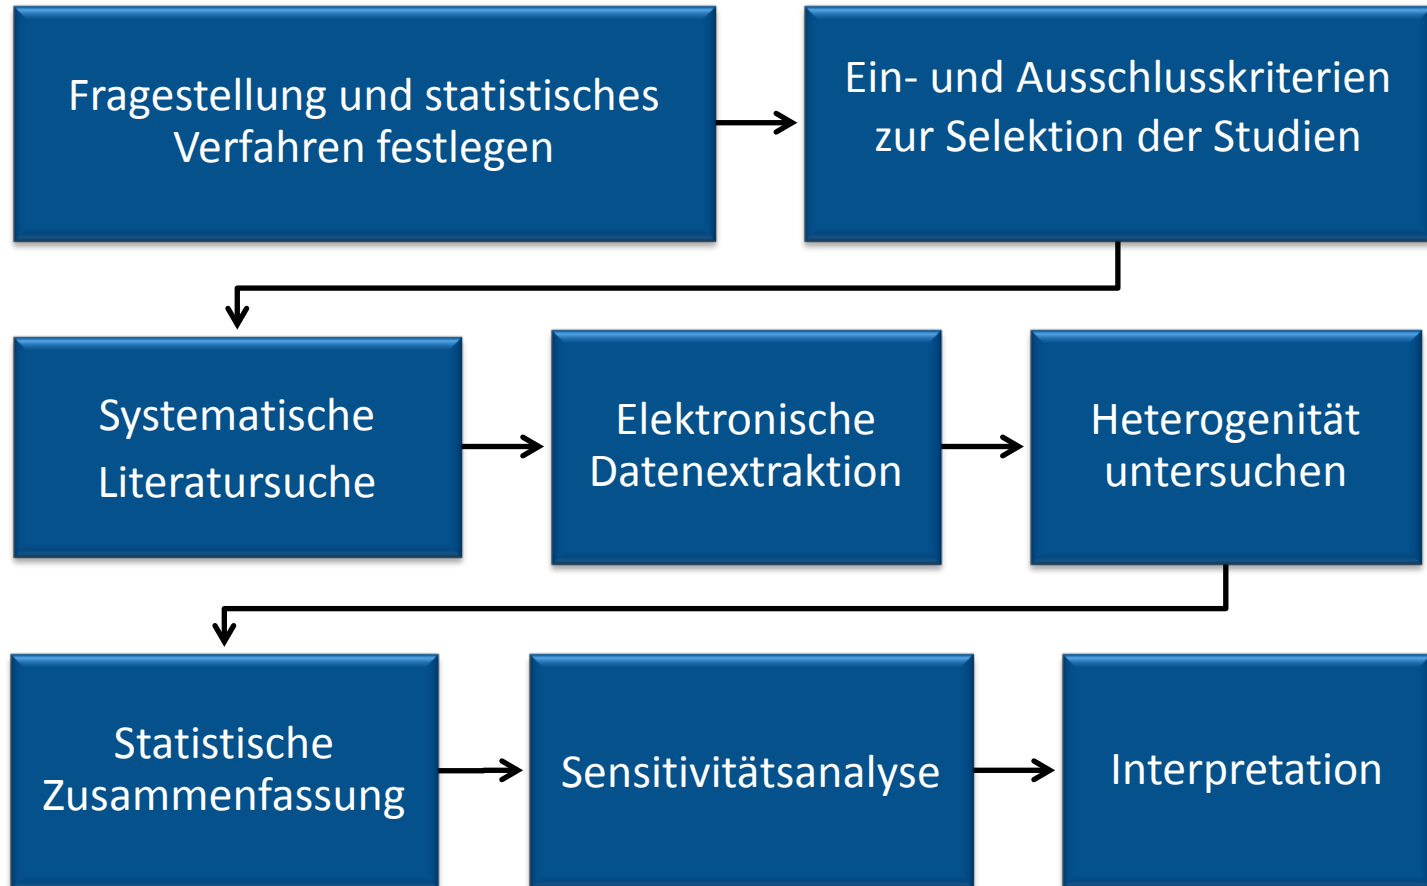 Fragestellung und statistisches
Verfahren festlegen
Ein- und Ausschlusskriterien
zur Selektion der Studien
Systematische
Literatursuche
Elektronische
Datenextraktion
Heterogenität
untersuchen
Statistische
Zusammenfassung
Sensitivitätsanalyse
Interpretation